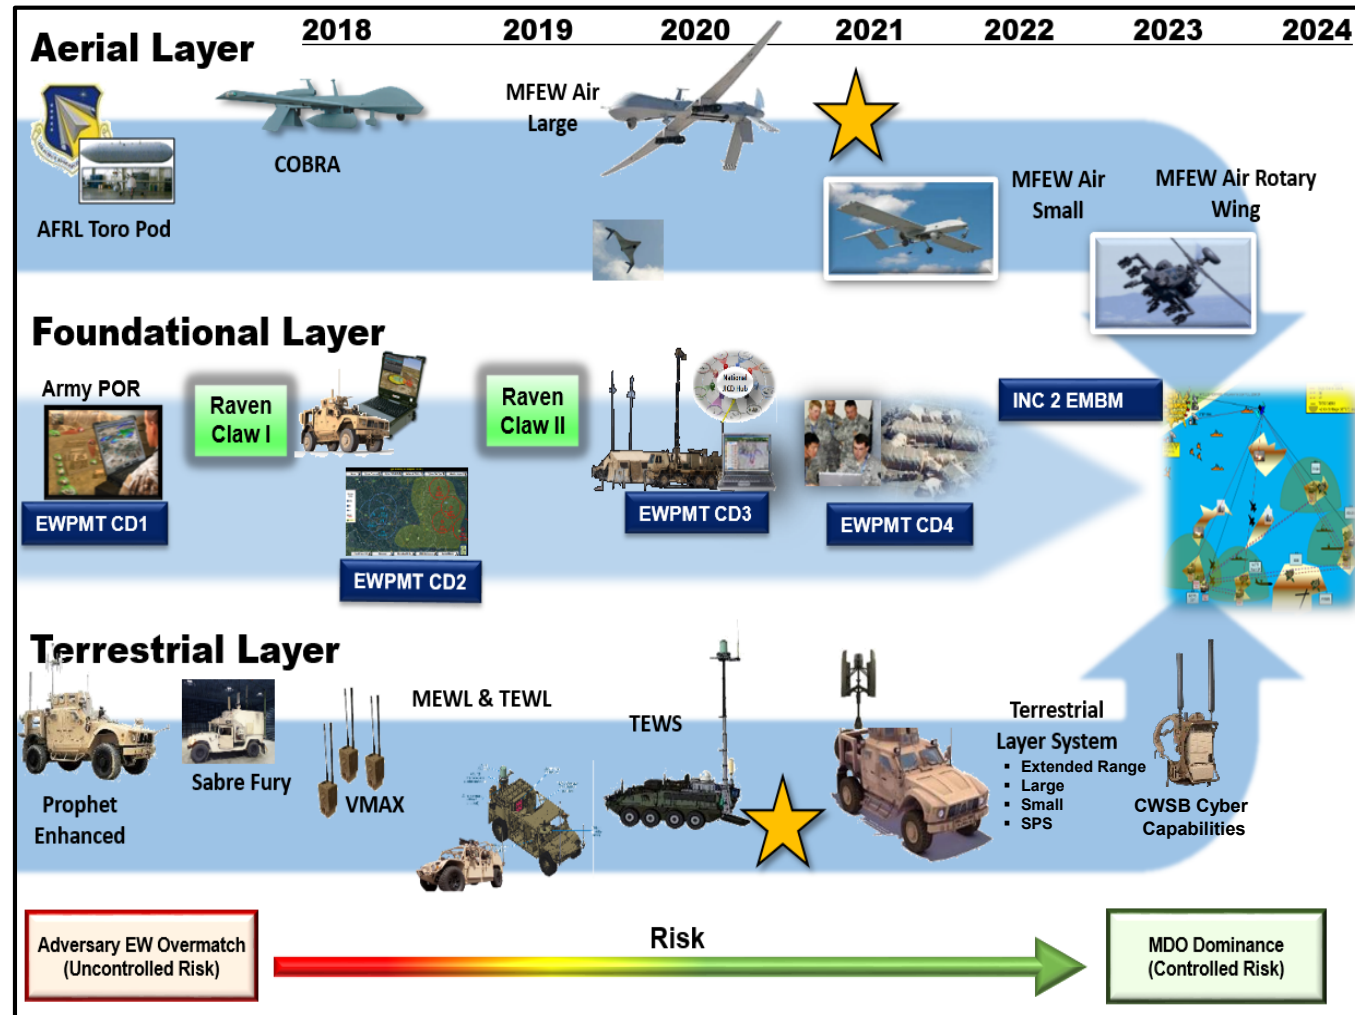 2018 2019 2020 2021 2022 2023 2024
Aerial Layer
AFRL Toro Pod
COBRA
MFEW Air
Large
MFEW Air
Small
MFEW Air Rotary
Wing
Foundational Layer
Army POR
EWPMT CD1
Raven
Claw I
EWPMT CD2
Raven
Claw II
National
JICD Hub
EWPMT CD3
EWPMT CD4
INC 2 EMBM
Terrestrial Layer
Prophet
Enhanced
Sabre Fury
VMAX
MEWL & TEWL
TEWS
Terrestrial
Layer System
▪ Extended Range
▪ Large
▪ Small
▪ SPS
CWSB Cyber
Capabilities
Adversary EW Overmatch
(Uncontrolled Risk)
Risk
MDO Dominance
(Controlled Risk)